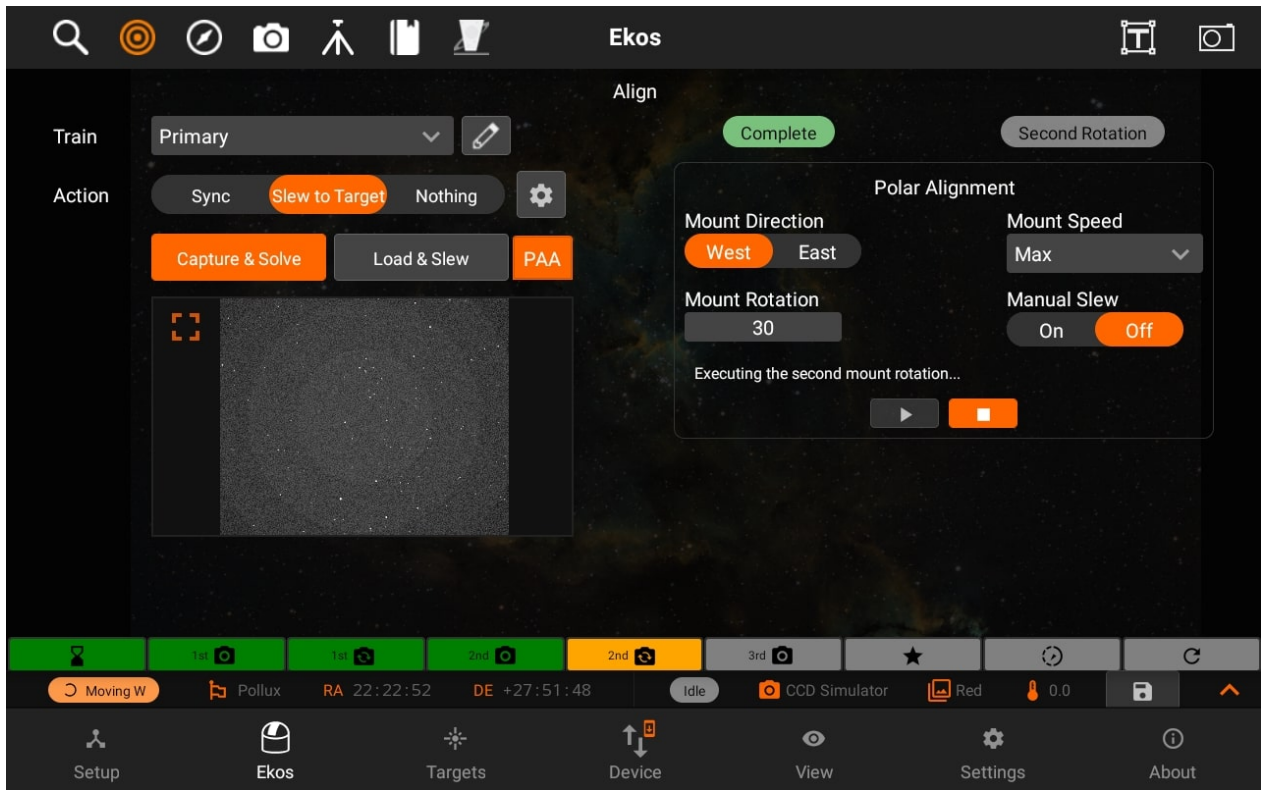 Ekos
Align
Train
Primary
Complete
Second Rotation
Action
Sync
Slew to Target
Nothing
Polar Alignment
Mount Direction
Mount Speed
West
East
Max
Capture & Solve
Load & Slew
PAA
Mount Rotation
Manual Slew
30
On
Off
Executing the second mount rotation...
1st
1st
2nd
2nd
3rd
Moving W
Pollux
RA 22:22:52
DE +27:51:48
Idle
CCD Simulator
Red
0.0
Setup
Ekos
Targets
Device
View
Settings
About